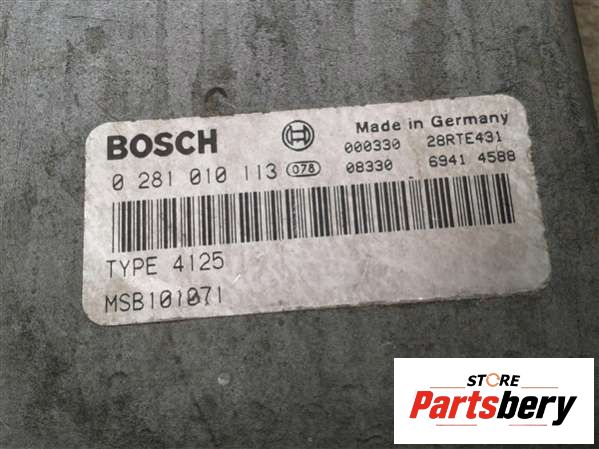 BOSCH
Made in Germany
000330 28RTE431
0 281 010 113 078 08330 6941 4588
TYPE 4125
MSB101071
STORE
Partsbery